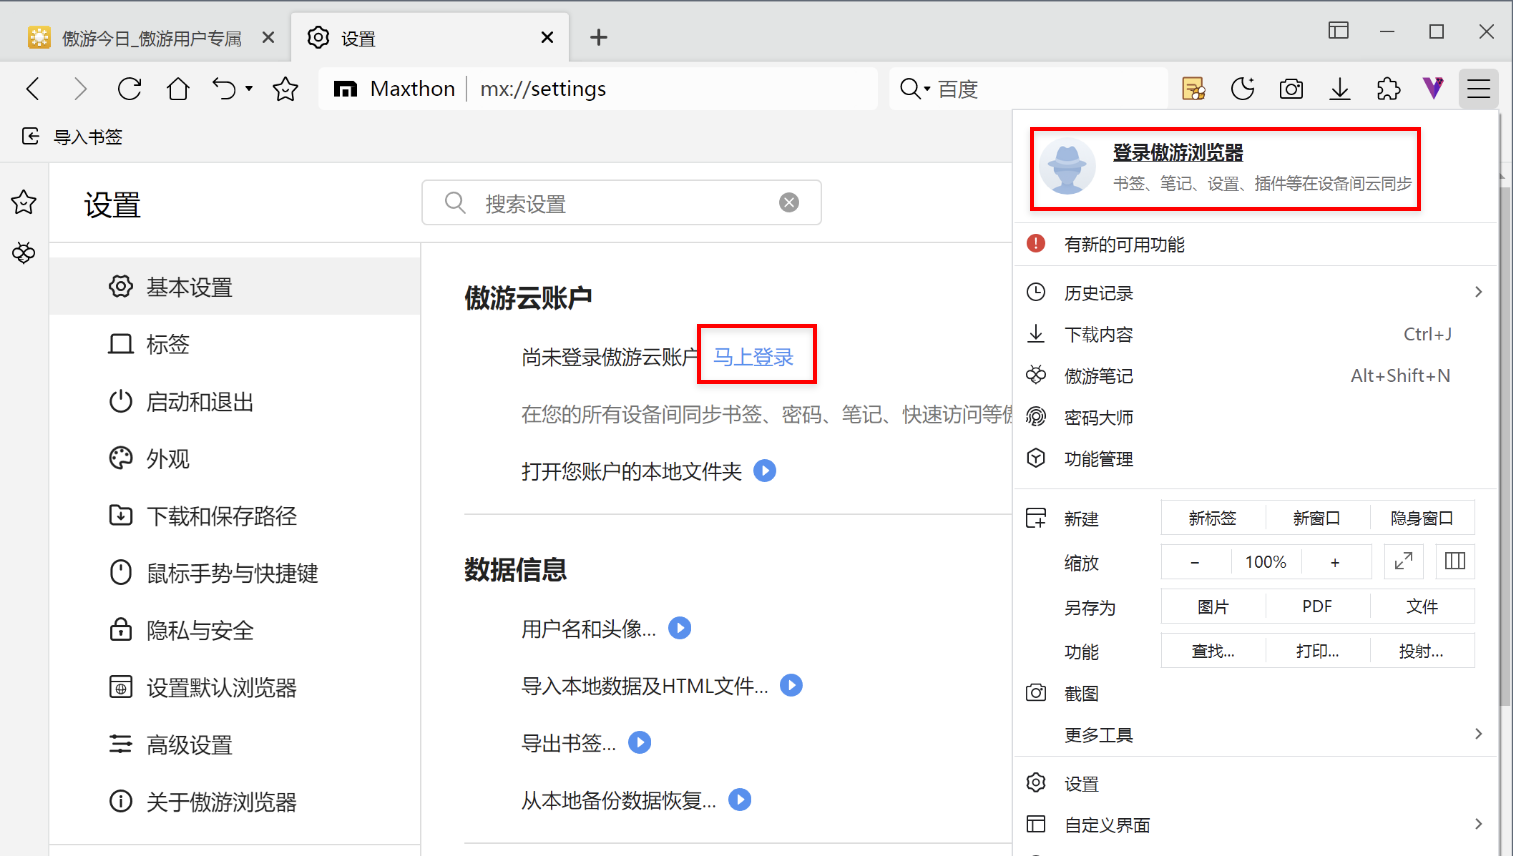 傲游今日_傲游用户专属
设置
Maxthon
mx://settings
百度
导入书签
设置
搜索设置
基本设置
标签
启动和退出
外观
下载和保存路径
鼠标手势与快捷键
隐私与安全
设置默认浏览器
高级设置
关于傲游浏览器
傲游云账户
尚未登录傲游云账户
马上登录
在您的所有设备间同步书签、密码、笔记、快速访问等
打开您账户的本地文件夹
数据信息
用户名和头像...
导入本地数据及HTML文件...
导出书签...
从本地备份数据恢复...
登录傲游浏览器
书签、笔记、设置、插件等在设备间云同步
有新的可用功能
历史记录
下载内容 Ctrl+J
傲游笔记 Alt+Shift+N
密码大师
功能管理
新建 新标签 新窗口 隐身窗口
缩放 - 100% +
另存为 图片 PDF 文件
功能 查找... 打印... 投射...
截图
更多工具
设置
自定义界面